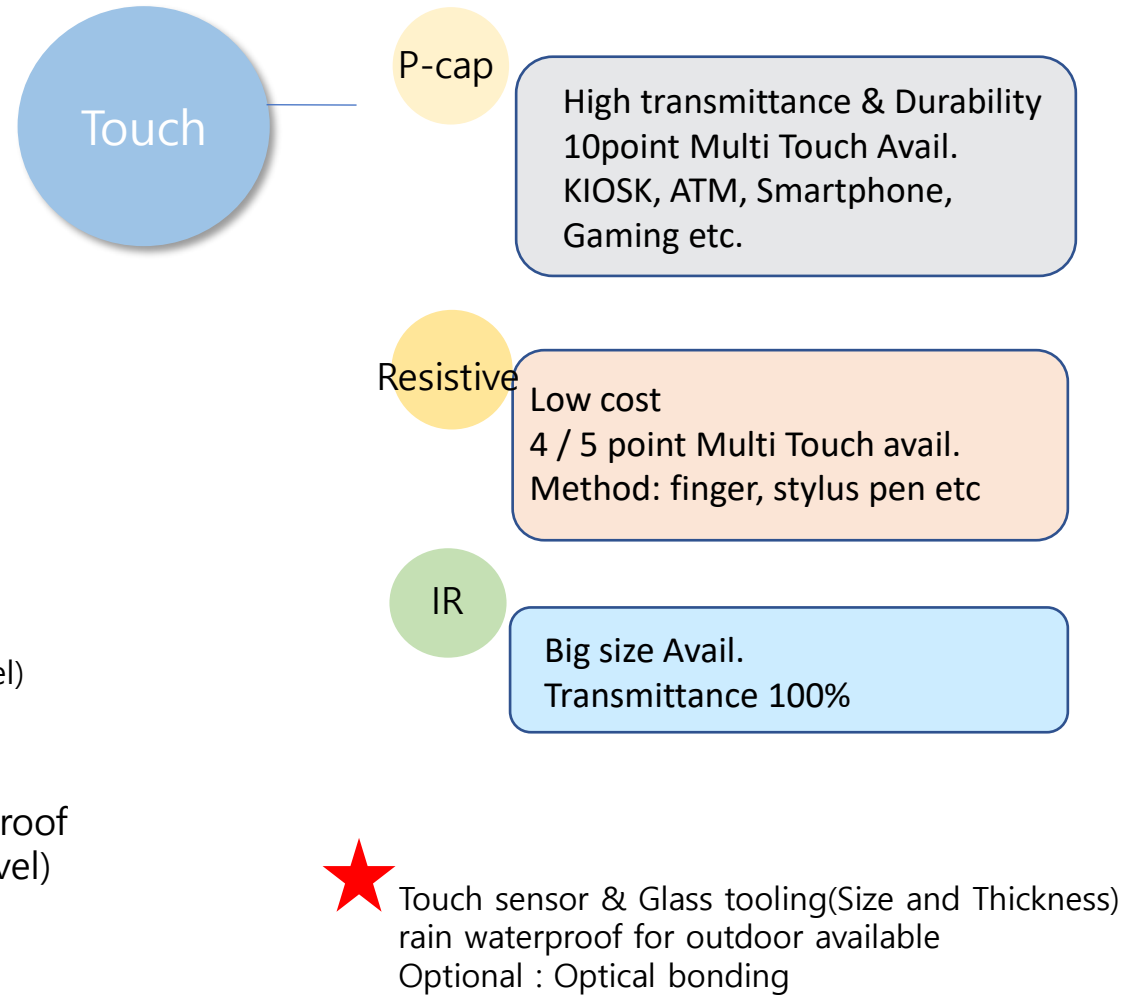 Touch
P-cap
High transmittance & Durability
10point Multi Touch Avail.
KIOSK, ATM, Smartphone,
Gaming etc.
Resistive
Low cost
4 / 5 point Multi Touch avail.
Method: finger, stylus pen etc
IR
Big size Avail.
Transmittance 100%
el)
roof
vel)
Touch sensor & Glass tooling(Size and Thickness)
rain waterproof for outdoor available
Optional : Optical bonding